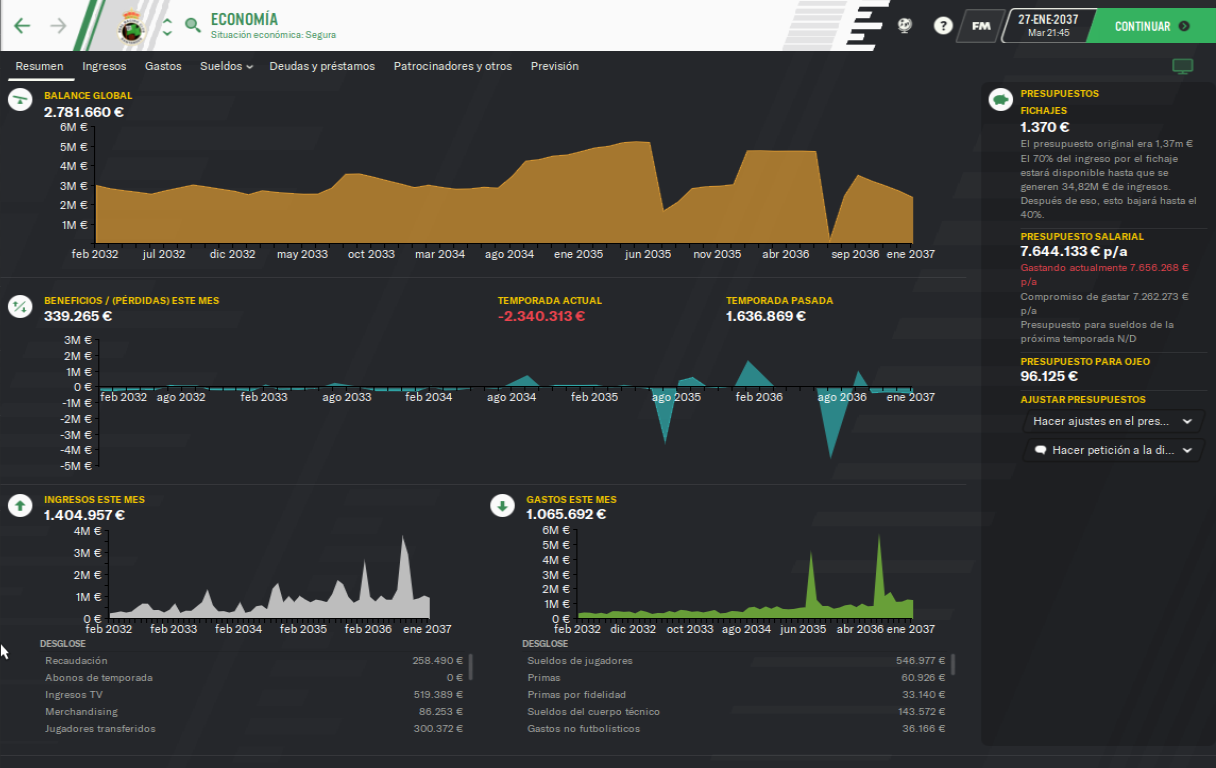 ECONOMÍA
Situación económica: Segura
?
FM
27-ENE-2037
Mar 21:45
CONTINUAR
Resumen
Ingresos
Gastos
Sueldos
Deudas y préstamos
Patrocinadores y otros
Previsión
BALANCE GLOBAL
2.781.660 €
6M €
5M €
4M €
3M €
2M €
1M €
feb 2032 jul 2032 dic 2032 may 2033 oct 2033 mar 2034 ago 2034 ene 2035 jun 2035 nov 2035 abr 2036 sep 2036 ene 2037
BENEFICIOS / (PÉRDIDAS) ESTE MES
339.265 €
TEMPORADA ACTUAL
-2.340.313 €
TEMPORADA PASADA
1.636.869 €
3M €
2M €
1M €
0 €
-1M €
-2M €
-3M €
-4M €
-5M €
feb 2032 ago 2032 feb 2033 ago 2033 feb 2034 ago 2034 feb 2035 ago 2035 feb 2036 ago 2036 ene 2037
INGRESOS ESTE MES
1.404.957 €
4M €
3M €
2M €
1M €
0 €
feb 2032 feb 2033 feb 2034 feb 2035 feb 2036 ene 2037
DESGLOSE
Recaudación 258.490 €
Abonos de temporada 0 €
Ingresos TV 519.389 €
Merchandising 86.253 €
Jugadores transferidos 300.372 €
GASTOS ESTE MES
1.065.692 €
6M €
5M €
4M €
3M €
2M €
1M €
0 €
feb 2032 dic 2032 oct 2033 ago 2034 jun 2035 abr 2036 ene 2037
DESGLOSE
Sueldos de jugadores 546.977 €
Primas 60.926 €
Primas por fidelidad 33.140 €
Sueldos del cuerpo técnico 143.572 €
Gastos no futbolísticos 36.166 €
PRESUPUESTOS
FICHAJES
1.370 €
El presupuesto original era 1,37m €
El 70% del ingreso por el fichaje
estará disponible hasta que se
generen 34,82M € de ingresos.
Después de eso, esto bajará hasta el
40%.
PRESUPUESTO SALARIAL
7.644.133 € p/a
Gastando actualmente 7.656.268 €
p/a
Compromiso de gastar 7.262.273 €
p/a
Presupuesto para sueldos de la
próxima temporada N/D
PRESUPUESTO PARA OJEO
96.125 €
AJUSTAR PRESUPUESTOS
Hacer ajustes en el pres...
Hacer petición a la di...